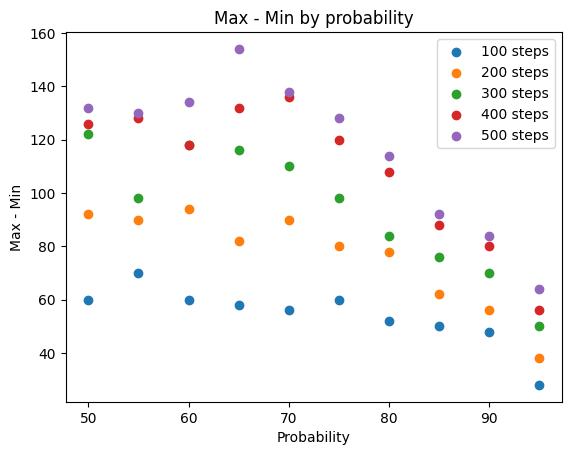 Max - Min by probability
160
140
120
100
80
60
40
Max - Min
100 steps
200 steps
300 steps
400 steps
500 steps
50
60
70
80
90
Probability